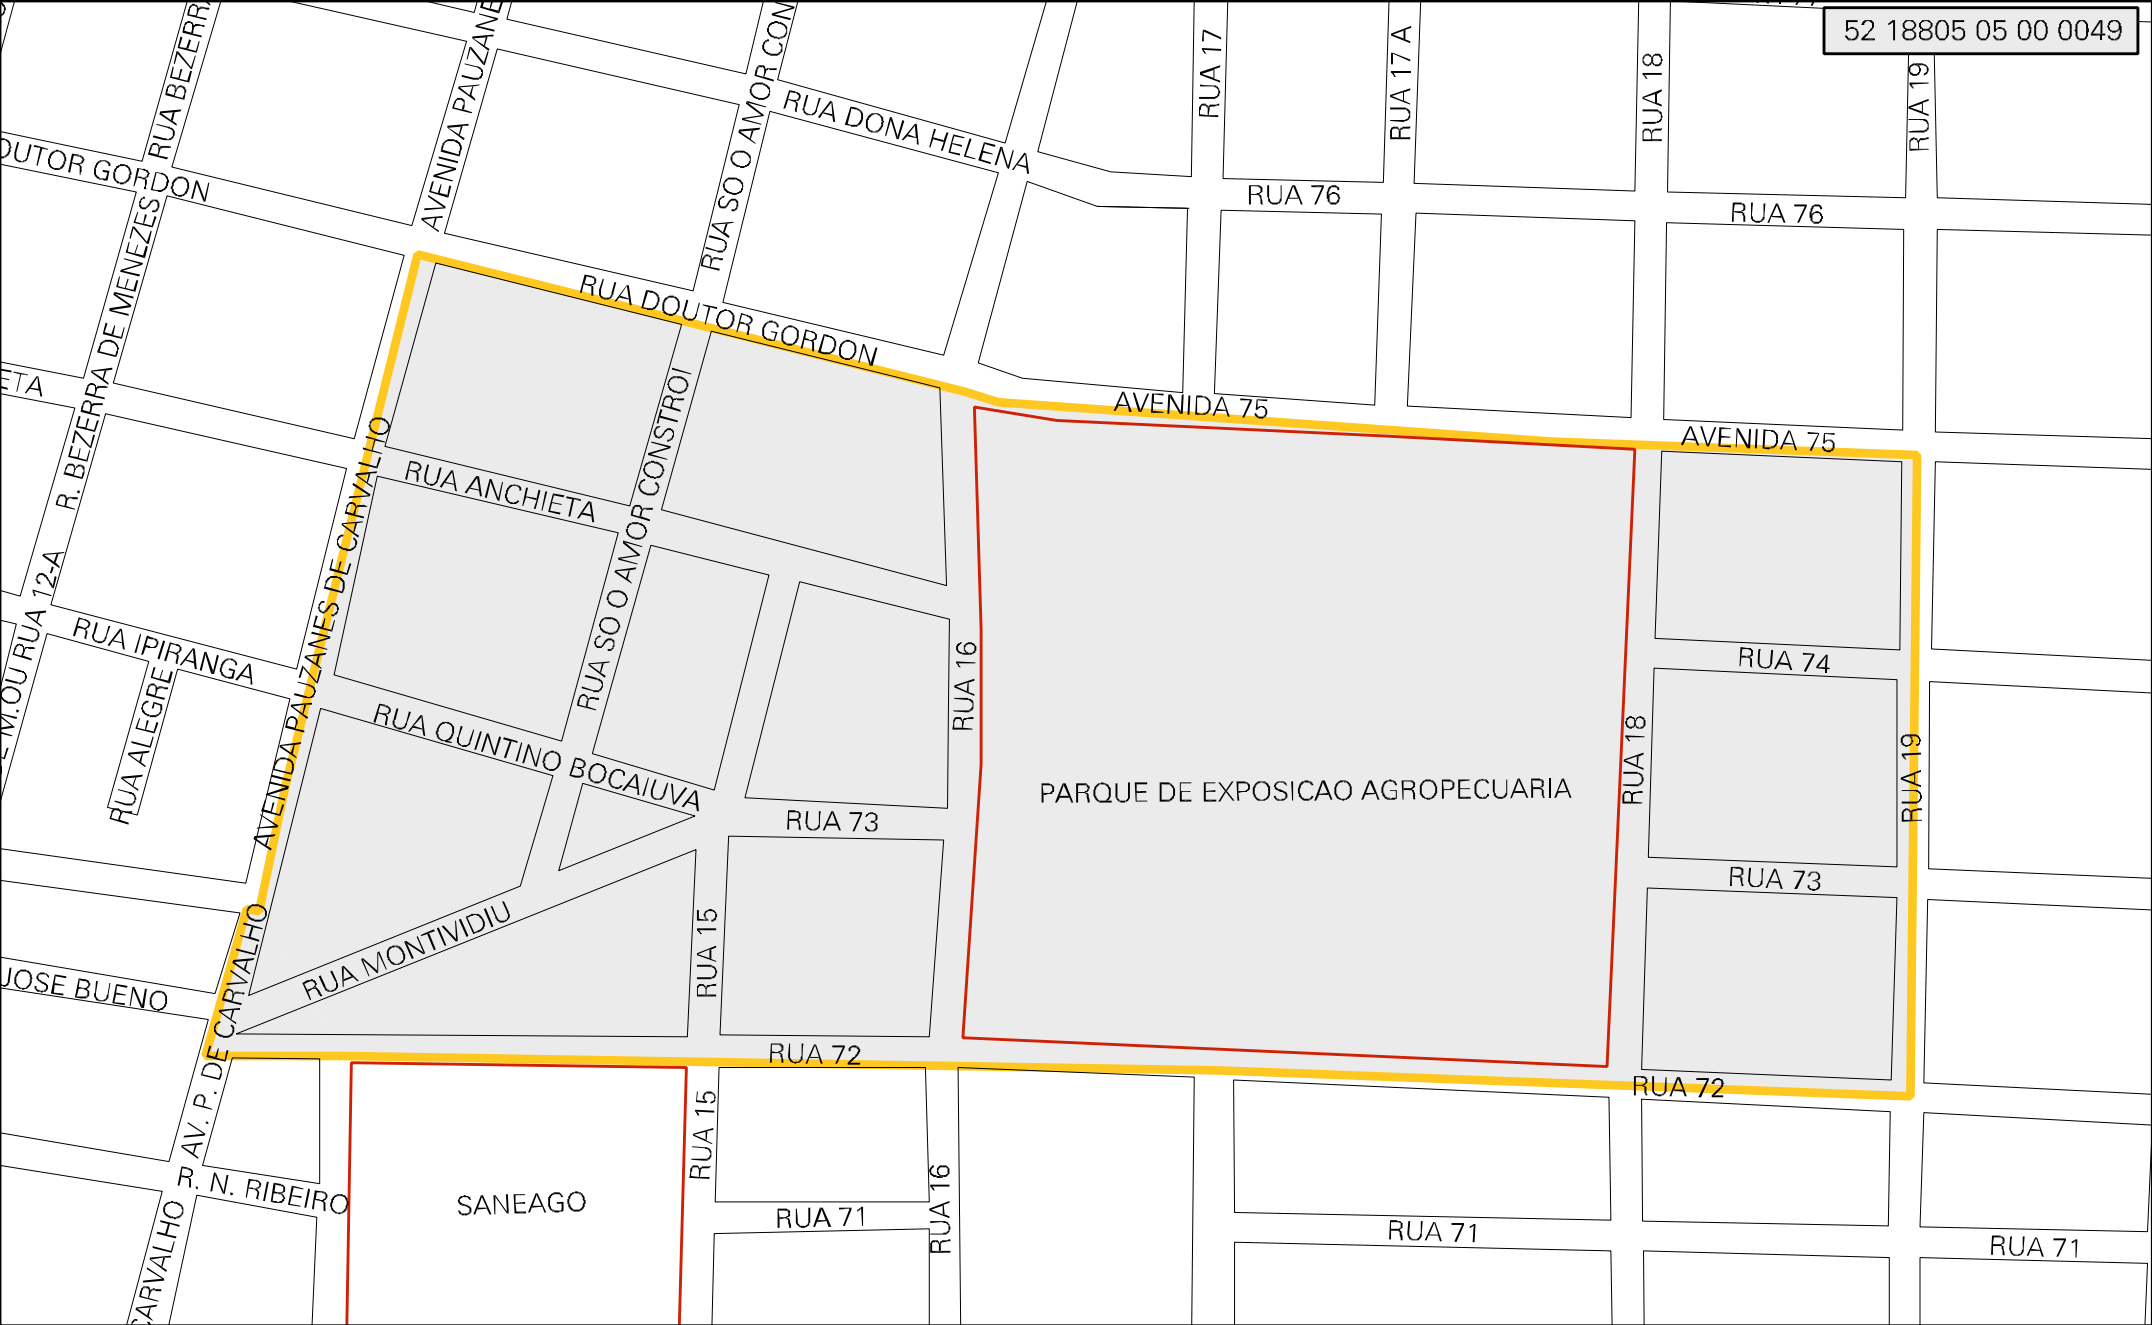 52 18805 05 00 0049
RUA 17
RUA 17 A
RUA 18
RUA 19
RUA BEZERRA
AVENIDA PAUZANE
RUA SO O AMOR CON
RUA DONA HELENA
OUTOR GORDON
RUA 76
RUA 76
R. BEZERRA DE MENEZES
RUA DOUTOR GORDON
ETA
AVENIDA 75
AVENIDA 75
RUA ANCHIETA
RUA SO O AMOR CONSTROI
AVENIDA PAUZANES DE CARVALHO
E M.OU RUA 12-A
RUA IPIRANGA
RUA ALEGRE
RUA 16
RUA 74
RUA QUINTINO BOCAIUVA
RUA 18
RUA 19
PARQUE DE EXPOSICAO AGROPECUARIA
RUA 73
RUA 73
RUA MONTIVIDIU
RUA 15
JOSE BUENO
AV. P. DE CARVALHO
RUA 72
RUA 72
RUA 15
R. N. RIBEIRO
SANEAGO
RUA 16
RUA 71
RUA 71
RUA 71
CARVALHO